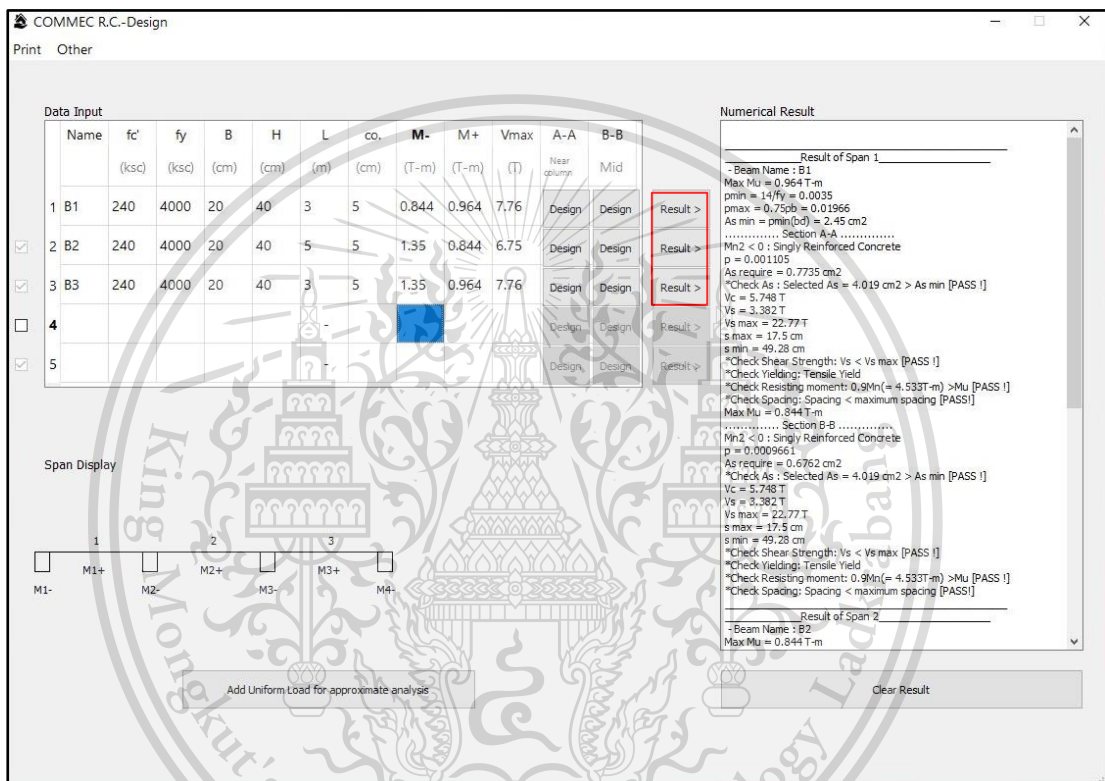 COMMEC R.C.-Design
Print Other
Data Input
Name fc' fy B H L co. M- M+ Vmax A-A B-B
(ksc) (ksc) (cm) (cm) (m) (cm) (T-m) (T-m) (T) Near column Mid
1 B1 240 4000 20 40 3 5 0.844 0.964 7.76 Design Design Result >
2 B2 240 4000 20 40 5 5 1.35 0.844 6.75 Design Design Result >
3 B3 240 4000 20 40 3 5 1.35 0.964 7.76 Design Design Result >
4 - Design Design Result >
5 - Design Design Result >
Span Display
1 2 3
M1+ M2+ M3+
M1- M2- M3- M4-
Add Uniform Load for approximate analysis
Numerical Result
Result of Span 1
- Beam Name : B1
Max Mu = 0.964 T-m
pmin = 14/fy = 0.0035
pmax = 0.75pb = 0.01966
As min = pmin(bd) = 2.45 cm2
............. Section A-A .............
Mn2 < 0 : Singly Reinforced Concrete
p = 0.001105
As require = 0.7735 cm2
*Check As : Selected As = 4.019 cm2 > As min [PASS !]
Vc = 5.748 T
Vs = 3.382 T
Vs max = 22.77 T
s max = 17.5 cm
s min = 49.28 cm
*Check Shear Strength: Vs < Vs max [PASS !]
*Check Yielding: Tensile Yield
*Check Resisting moment: 0.9Mn(= 4.533T-m) >Mu [PASS !]
*Check Spacing: Spacing < maximum spacing [PASS!]
Max Mu = 0.844 T-m
............. Section B-B .............
Mn2 < 0 : Singly Reinforced Concrete
p = 0.0009661
As require = 0.6762 cm2
*Check As : Selected As = 4.019 cm2 > As min [PASS !]
Vc = 5.748 T
Vs = 3.382 T
Vs max = 22.77 T
s max = 17.5 cm
s min = 49.28 cm
*Check Shear Strength: Vs < Vs max [PASS !]
*Check Yielding: Tensile Yield
*Check Resisting moment: 0.9Mn(= 4.533T-m) >Mu [PASS !]
*Check Spacing: Spacing < maximum spacing [PASS!]
Result of Span 2
- Beam Name : B2
Max Mu = 0.844 T-m
Clear Result
King Mongkut's
Ladkrabang